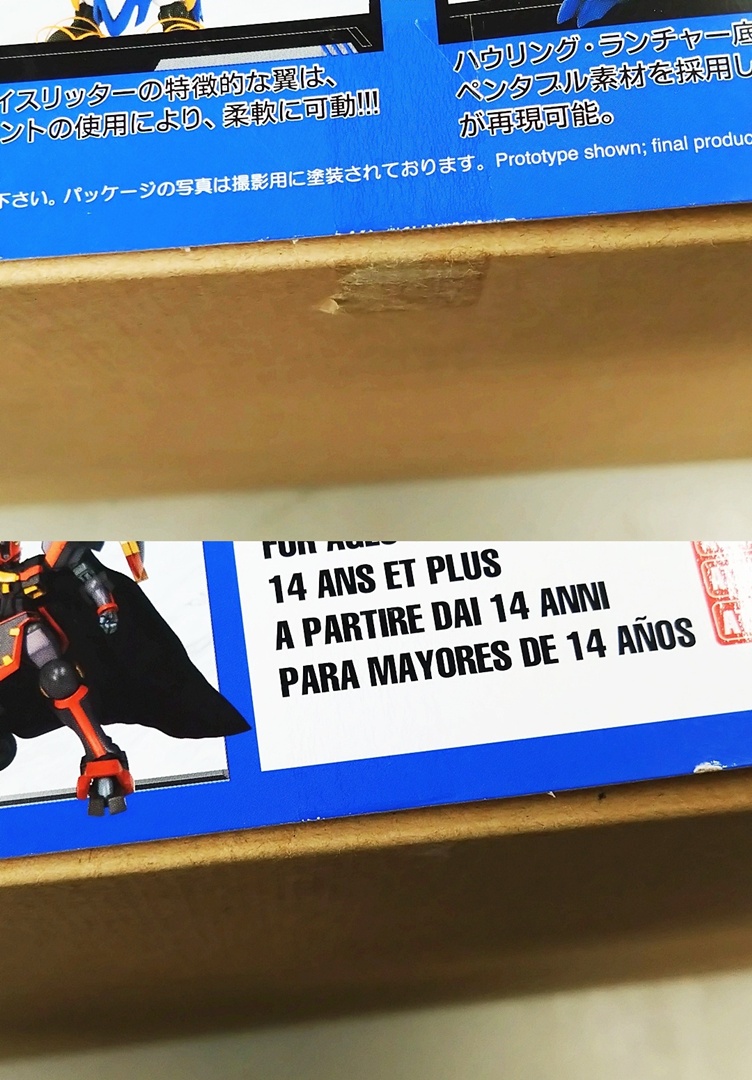 イスリッターの特徴的な翼は、
ントの使用により、柔軟に可動!!!
ハウリング・ランチャー底
ペンタブル素材を採用し
が再現可能。
下さい。パッケージの写真は撮影用に塗装されております。Prototype shown; final produc
FOR AGES
14 ANS ET PLUS
A PARTIRE DAI 14 ANNI
PARA MAYORES DE 14 AÑOS